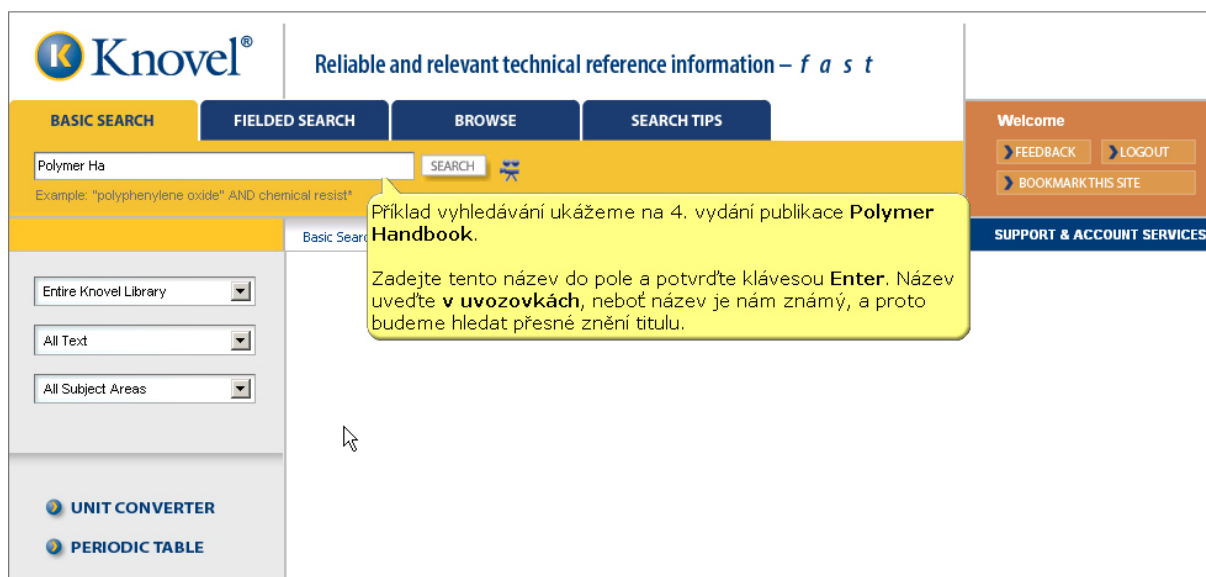 K Knovel®
Reliable and relevant technical reference information – f a s t
BASIC SEARCH
FIELDED SEARCH
BROWSE
SEARCH TIPS
Welcome
FEEDBACK
LOGOUT
BOOKMARK THIS SITE
Polymer Ha
SEARCH
Example: "polyphenylene oxide" AND chemical resist*
Basic Sear
SUPPORT & ACCOUNT SERVICES
Příklad vyhledávání ukážeme na 4. vydání publikace Polymer
Handbook.
Zadejte tento název do pole a potvrďte klávesou Enter. Název
uveďte v uvozovkách, neboť název je nám známý, a proto
budeme hledat přesné znění titulu.
Entire Knovel Library
All Text
All Subject Areas
UNIT CONVERTER
PERIODIC TABLE